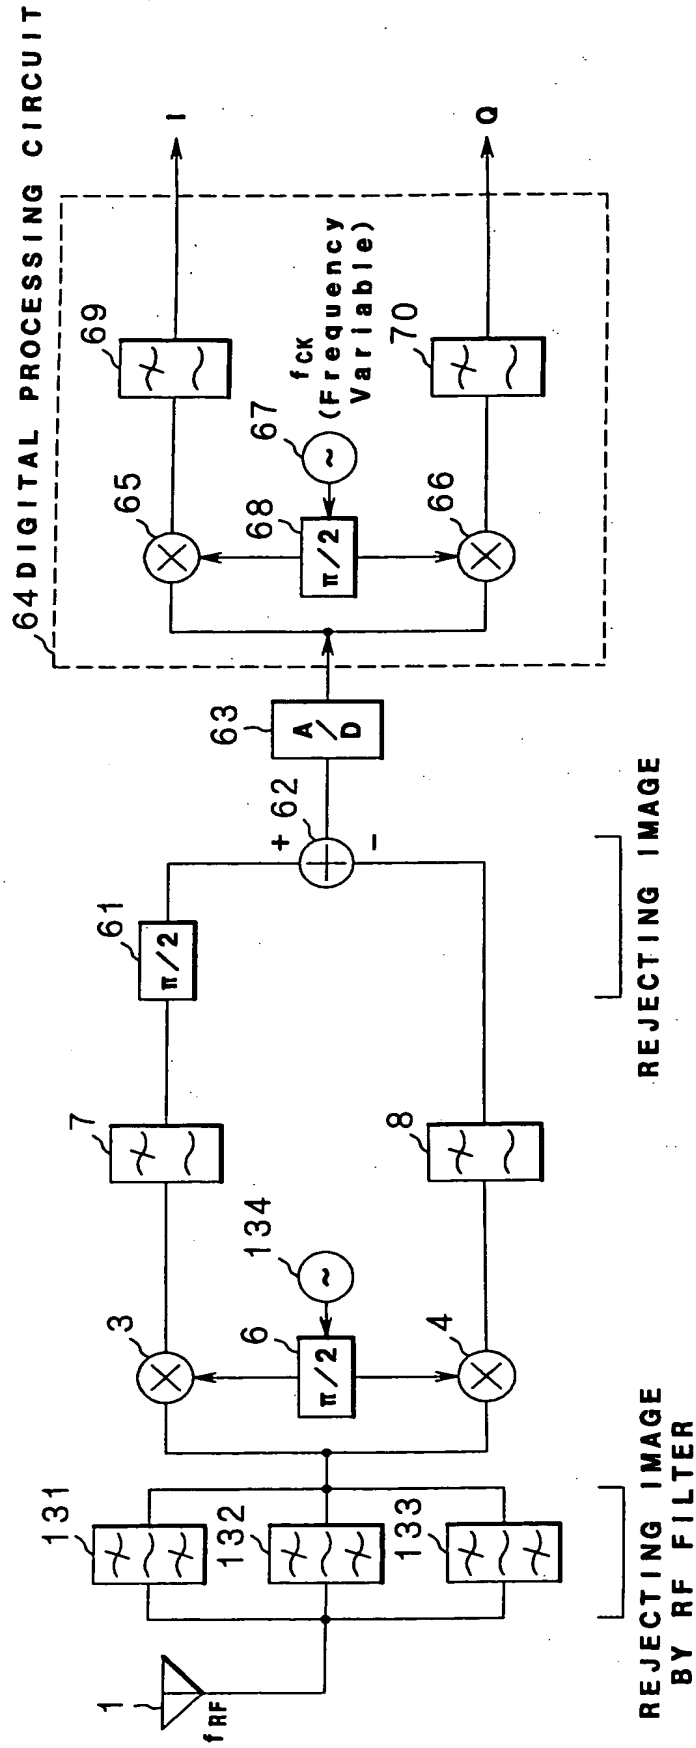 64 DIGITAL PROCESSING CIRCUIT
1
fRF
131
132
133
REJECTING IMAGE
BY RF FILTER
3
4
6
π/2
134
~
7
8
61
π/2
+
62
−
REJECTING IMAGE
63
A/D
65
66
68
π/2
67
~
fCK
(Frequency
Variable)
69
70
I
Q